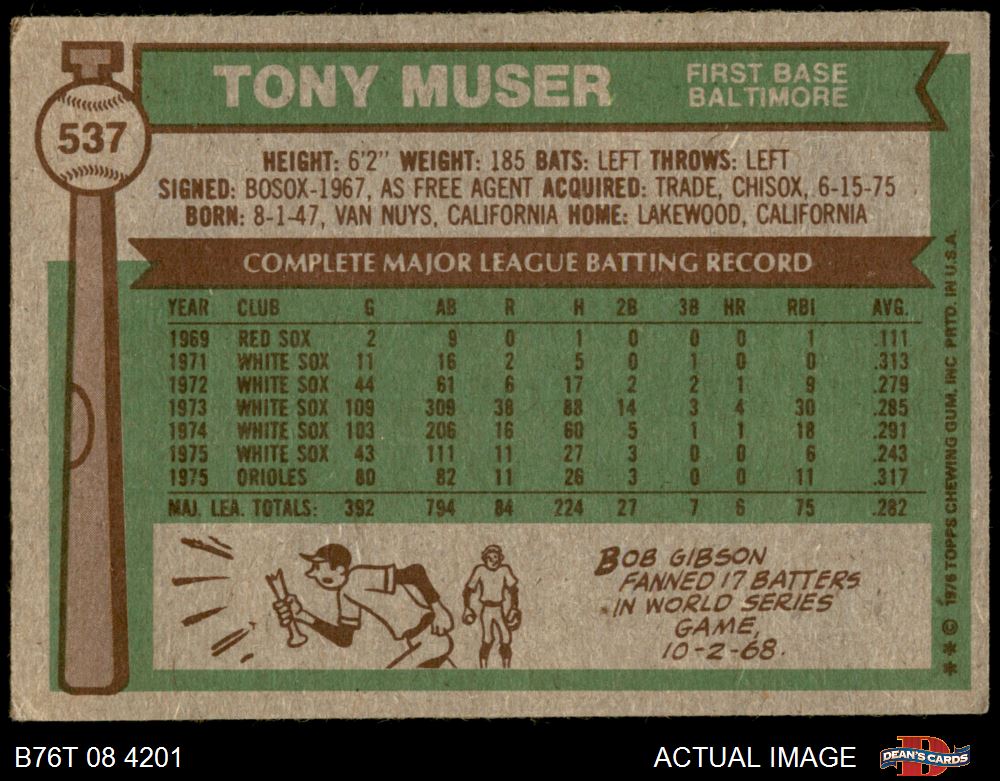 537
TONY MUSER
FIRST BASE
BALTIMORE
HEIGHT: 6'2" WEIGHT: 185 BATS: LEFT THROWS: LEFT
SIGNED: BOSOX-1967, AS FREE AGENT ACQUIRED: TRADE, CHISOX, 6-15-75
BORN: 8-1-47, VAN NUYS, CALIFORNIA HOME: LAKEWOOD, CALIFORNIA
COMPLETE MAJOR LEAGUE BATTING RECORD
YEAR CLUB G AB R H 2B 3B HR RBI AVG.
1969 RED SOX 2 9 0 1 0 0 0 1 .111
1971 WHITE SOX 11 16 2 5 0 1 0 0 .313
1972 WHITE SOX 44 61 6 17 2 2 1 9 .279
1973 WHITE SOX 109 309 38 88 14 3 4 30 .285
1974 WHITE SOX 103 206 16 60 5 1 1 18 .291
1975 WHITE SOX 43 111 11 27 3 0 0 6 .243
1975 ORIOLES 80 82 11 26 3 0 0 11 .317
MAJ. LEA. TOTALS: 392 794 84 224 27 7 6 75 .282
BOB GIBSON
FANNED 17 BATTERS
IN WORLD SERIES
GAME,
10-2-68.
*** © 1976 TOPPS CHEWING GUM, INC PRTD. IN U.S.A.
B76T 08 4201
ACTUAL IMAGE
D
DEAN'S CARDS